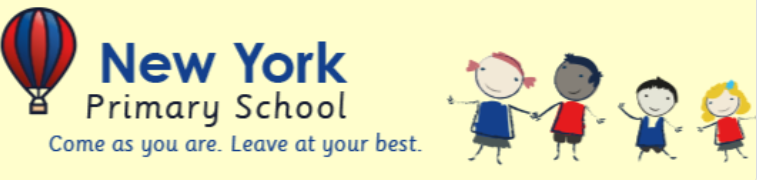 New York
Primary School
Come as you are. Leave at your best.